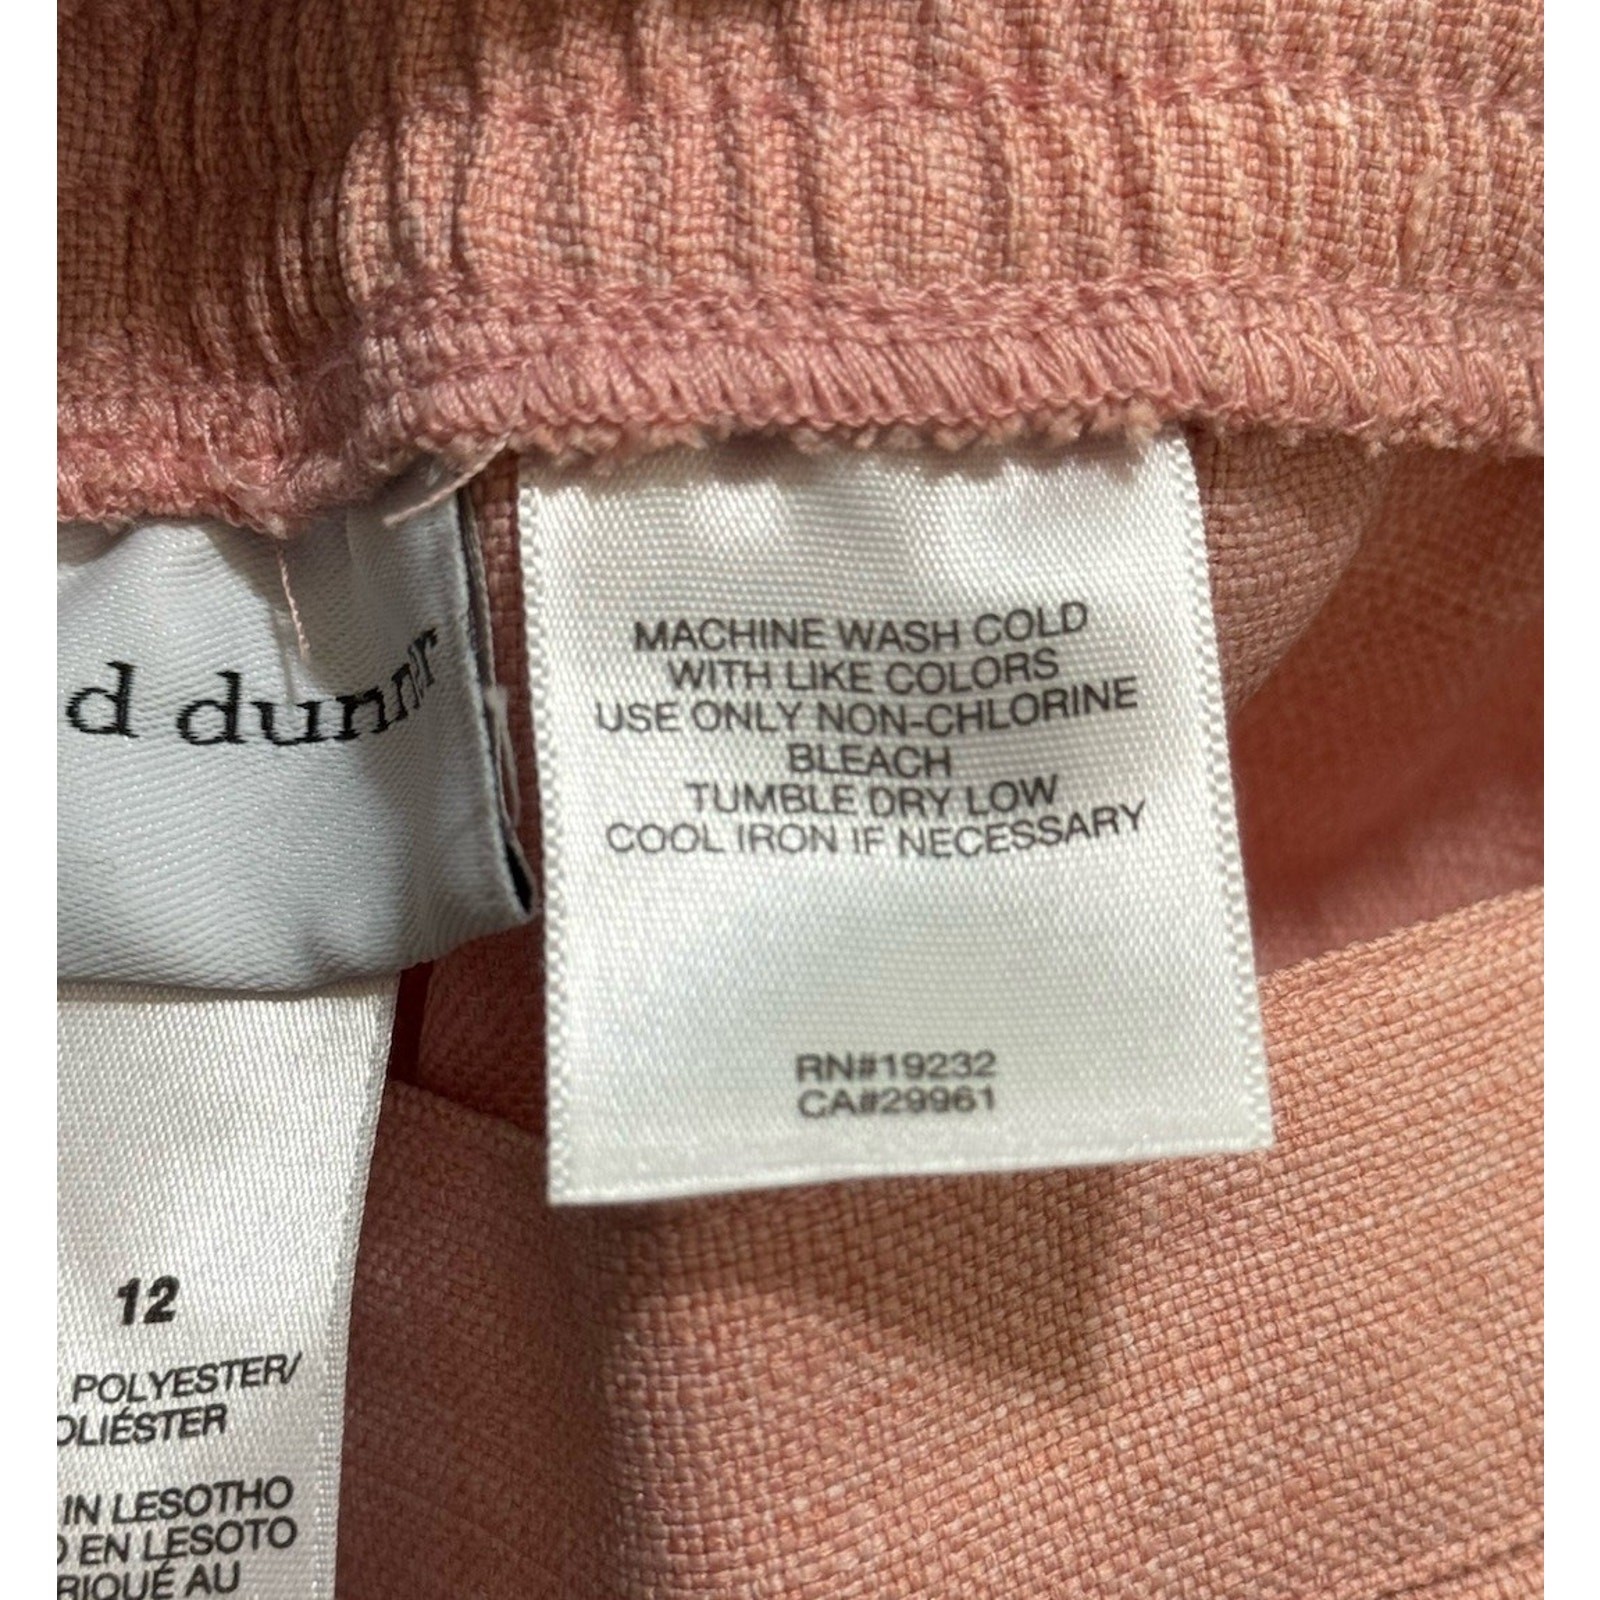 d dunner
MACHINE WASH COLD
WITH LIKE COLORS
USE ONLY NON-CHLORINE
BLEACH
TUMBLE DRY LOW
COOL IRON IF NECESSARY
RN#19232
CA#29961
12
POLYESTER/
OLIÉSTER
IN LESOTHO
EN LESOTO
RIQUÉ AU